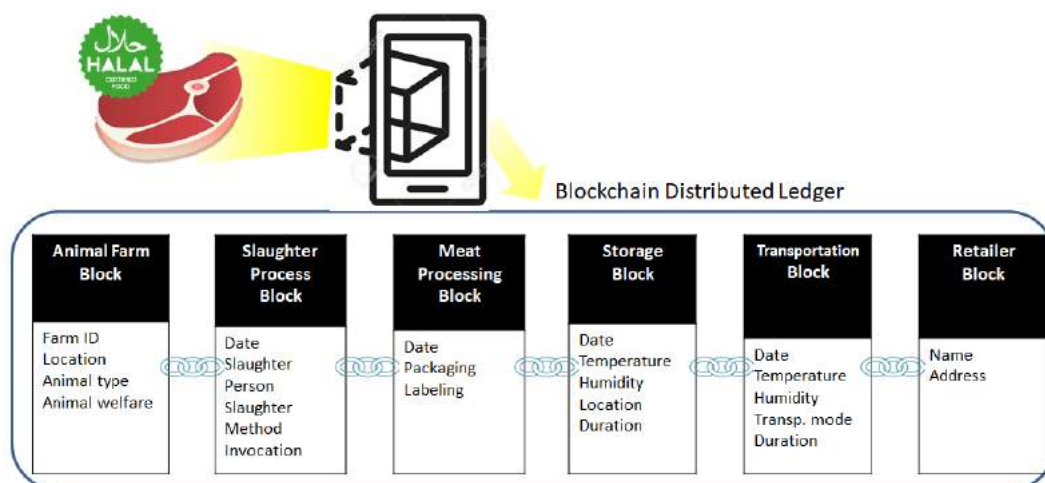 حلال
HALAL
CERTIFIED
FOOD
Blockchain Distributed Ledger
Animal Farm
Block
Farm ID
Location
Animal type
Animal welfare
Slaughter
Process
Block
Date
Slaughter
Person
Slaughter
Method
Invocation
Meat
Processing
Block
Date
Packaging
Labeling
Storage
Block
Date
Temperature
Humidity
Location
Duration
Transportation
Block
Date
Temperature
Humidity
Transp. mode
Duration
Retailer
Block
Name
Address